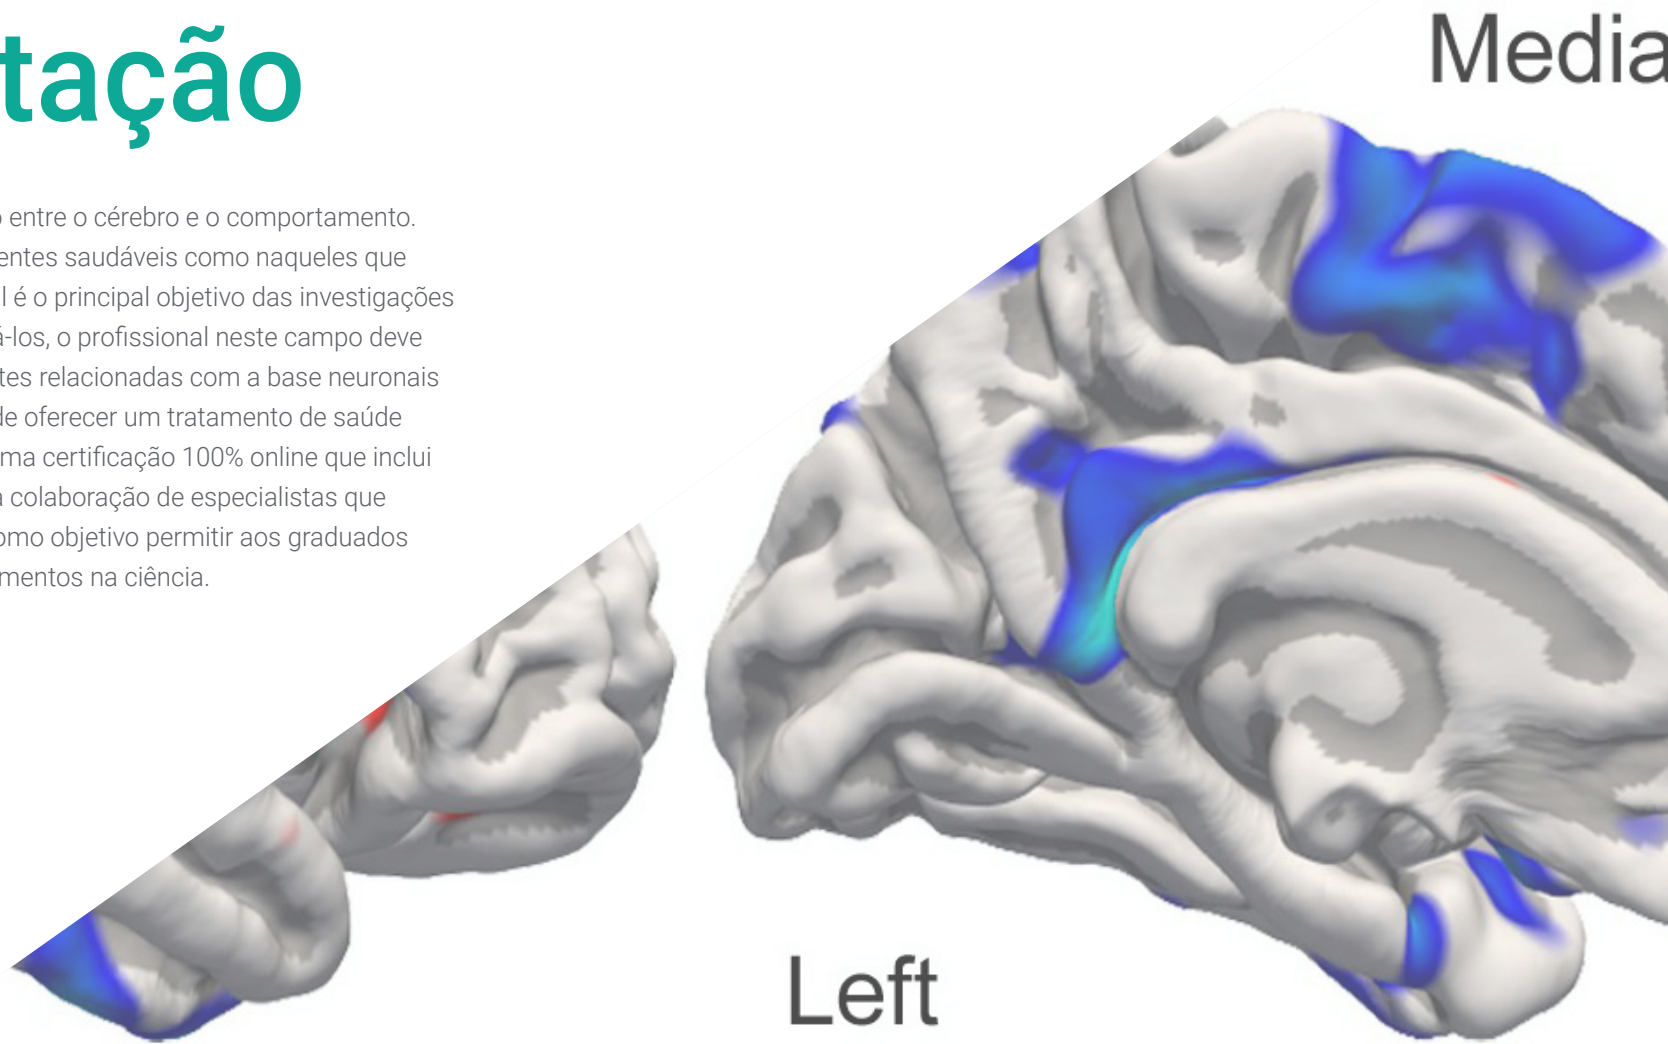 tação
entre o cérebro e o comportamento.
entes saudáveis como naqueles que
l é o principal objetivo das investigações
á-los, o profissional neste campo deve
tes relacionadas com a base neuronais
de oferecer um tratamento de saúde
ma certificação 100% online que inclui
a colaboração de especialistas que
omo objetivo permitir aos graduados
mentos na ciência.
Media
Left